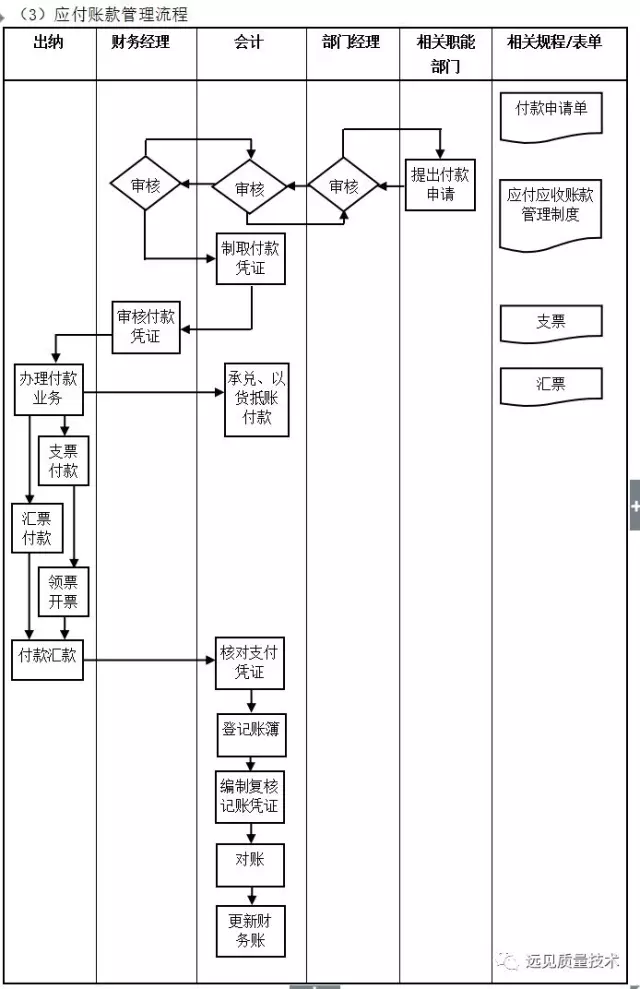 （3）应付账款管理流程
出纳
财务经理
会计
部门经理
相关职能
部门
相关规程/表单
付款申请单
审核
审核
审核
提出付款
申请
应付应收账款
管理制度
制取付款
凭证
审核付款
凭证
支票
办理付款
业务
承兑、以
货抵账
付款
汇票
支票
付款
汇票
付款
领票
开票
付款汇款
核对支付
凭证
登记账簿
编制复核
记账凭证
对账
更新财
务账
远见质量技术